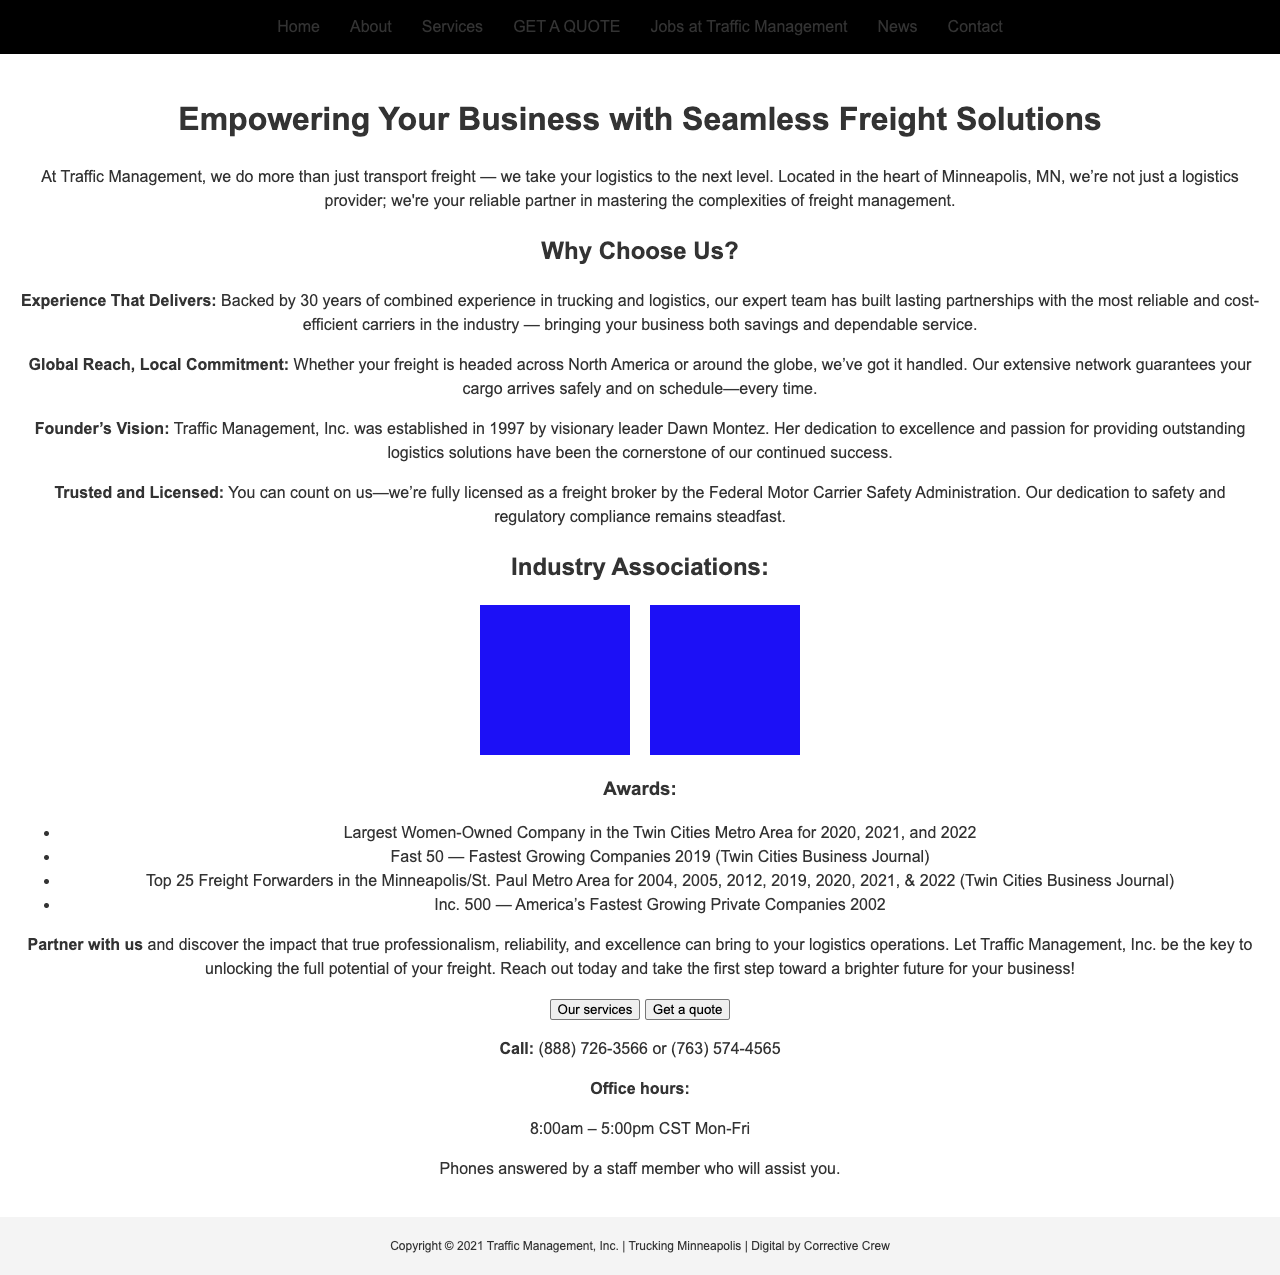 Home About Services GET A QUOTE Jobs at Traffic Management News Contact
Empowering Your Business with Seamless Freight Solutions
At Traffic Management, we do more than just transport freight — we take your logistics to the next level. Located in the heart of Minneapolis, MN, we’re not just a logistics
provider; we're your reliable partner in mastering the complexities of freight management.
Why Choose Us?
Experience That Delivers: Backed by 30 years of combined experience in trucking and logistics, our expert team has built lasting partnerships with the most reliable and cost-
efficient carriers in the industry — bringing your business both savings and dependable service.
Global Reach, Local Commitment: Whether your freight is headed across North America or around the globe, we’ve got it handled. Our extensive network guarantees your
cargo arrives safely and on schedule—every time.
Founder’s Vision: Traffic Management, Inc. was established in 1997 by visionary leader Dawn Montez. Her dedication to excellence and passion for providing outstanding
logistics solutions have been the cornerstone of our continued success.
Trusted and Licensed: You can count on us—we’re fully licensed as a freight broker by the Federal Motor Carrier Safety Administration. Our dedication to safety and
regulatory compliance remains steadfast.
Industry Associations:
Awards:
• Largest Women-Owned Company in the Twin Cities Metro Area for 2020, 2021, and 2022
• Fast 50 — Fastest Growing Companies 2019 (Twin Cities Business Journal)
• Top 25 Freight Forwarders in the Minneapolis/St. Paul Metro Area for 2004, 2005, 2012, 2019, 2020, 2021, & 2022 (Twin Cities Business Journal)
• Inc. 500 — America’s Fastest Growing Private Companies 2002
Partner with us and discover the impact that true professionalism, reliability, and excellence can bring to your logistics operations. Let Traffic Management, Inc. be the key to
unlocking the full potential of your freight. Reach out today and take the first step toward a brighter future for your business!
Our services Get a quote
Call: (888) 726-3566 or (763) 574-4565
Office hours:
8:00am – 5:00pm CST Mon-Fri
Phones answered by a staff member who will assist you.
Copyright © 2021 Traffic Management, Inc. | Trucking Minneapolis | Digital by Corrective Crew